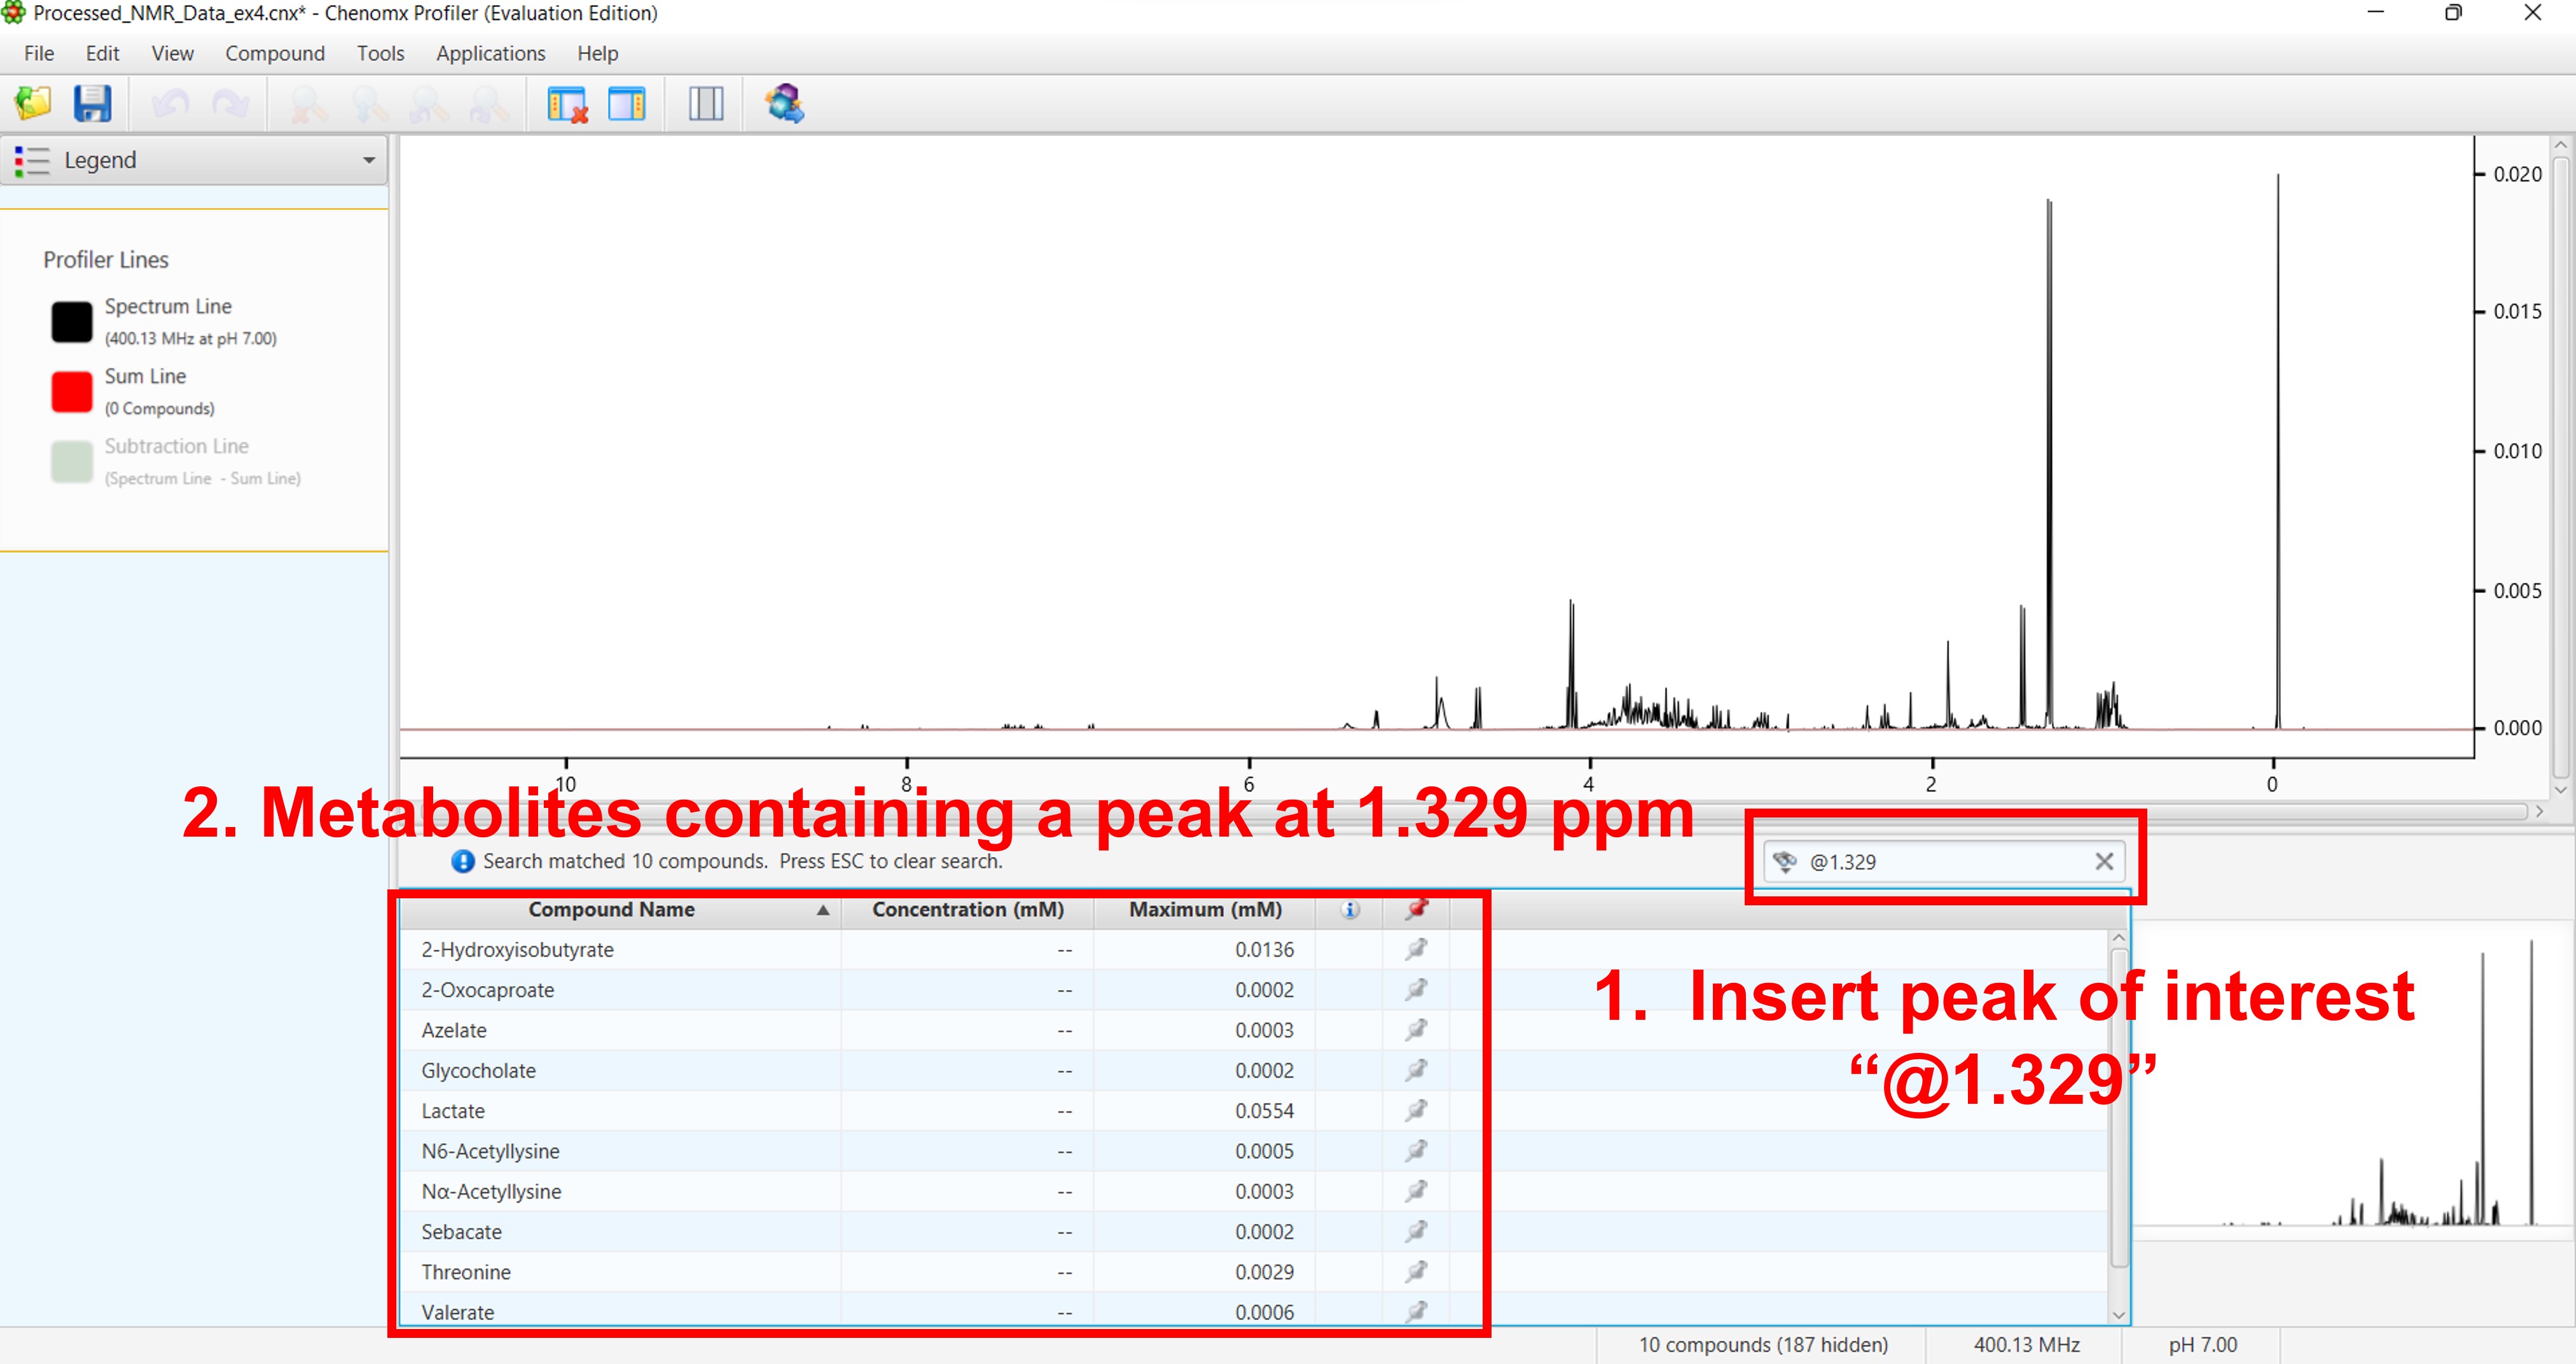 Processed_NMR_Data_ex4.cnx* - Chenomx Profiler (Evaluation Edition)
File Edit View Compound Tools Applications Help
Legend
Profiler Lines
Spectrum Line
(400.13 MHz at pH 7.00)
Sum Line
(0 Compounds)
Subtraction Line
(Spectrum Line - Sum Line)
0.020
0.015
0.010
0.005
0.000
10 8 6 4 2 0
2. Metabolites containing a peak at 1.329 ppm
Search matched 10 compounds. Press ESC to clear search.
@1.329
Compound Name Concentration (mM) Maximum (mM)
2-Hydroxyisobutyrate -- 0.0136
2-Oxocaproate -- 0.0002
Azelate -- 0.0003
Glycocholate -- 0.0002
Lactate -- 0.0554
N6-Acetyllysine -- 0.0005
Nα-Acetyllysine -- 0.0003
Sebacate -- 0.0002
Threonine -- 0.0029
Valerate -- 0.0006
1. Insert peak of interest
“@1.329”
10 compounds (187 hidden) 400.13 MHz pH 7.00